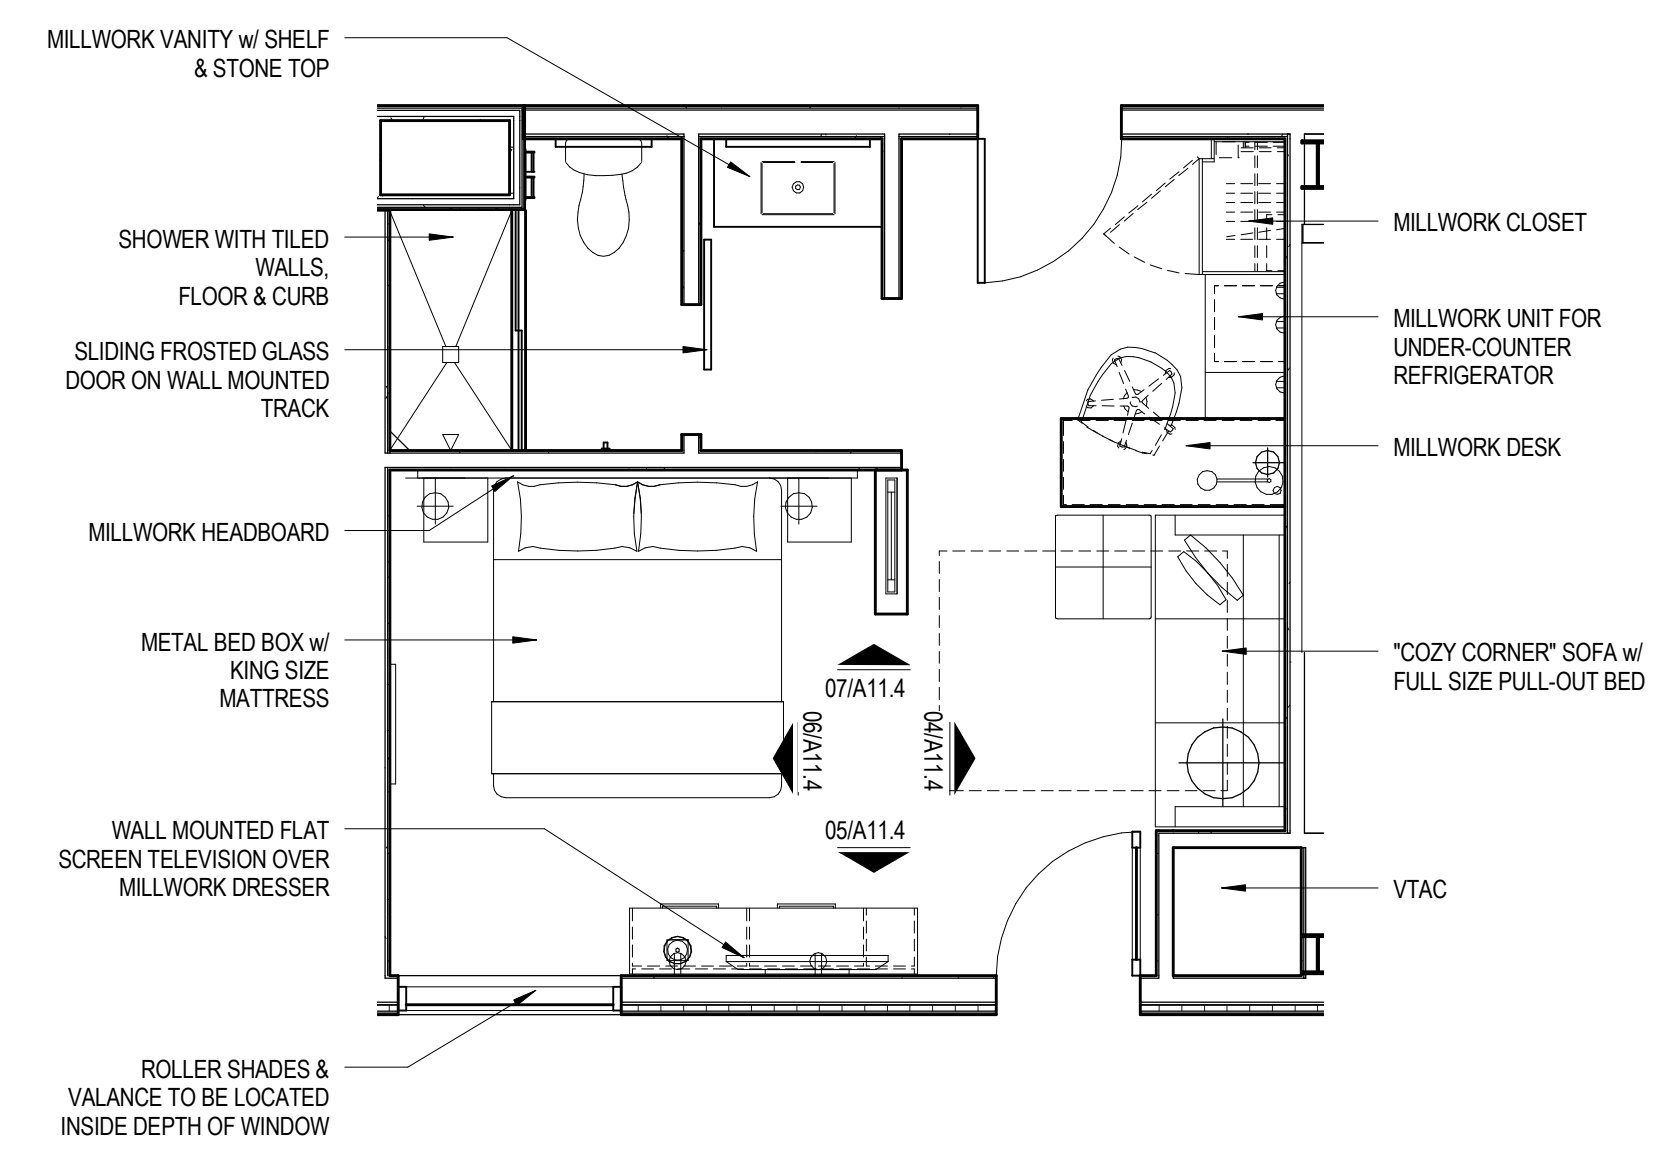 MILLWORK VANITY w/ SHELF
& STONE TOP
SHOWER WITH TILED
WALLS,
FLOOR & CURB
SLIDING FROSTED GLASS
DOOR ON WALL MOUNTED
TRACK
MILLWORK HEADBOARD
METAL BED BOX w/
KING SIZE
MATTRESS
WALL MOUNTED FLAT
SCREEN TELEVISION OVER
MILLWORK DRESSER
ROLLER SHADES &
VALANCE TO BE LOCATED
INSIDE DEPTH OF WINDOW
07/A11.4
06/A11.4
04/A11.4
05/A11.4
MILLWORK CLOSET
MILLWORK UNIT FOR
UNDER-COUNTER
REFRIGERATOR
MILLWORK DESK
"COZY CORNER" SOFA w/
FULL SIZE PULL-OUT BED
VTAC